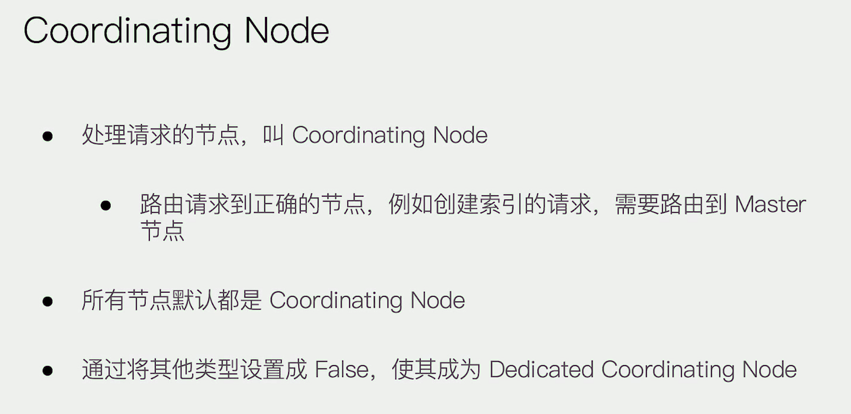 Coordinating Node
● 处理请求的节点，叫 Coordinating Node
● 路由请求到正确的节点，例如创建索引的请求，需要路由到 Master
节点
● 所有节点默认都是 Coordinating Node
● 通过将其他类型设置成 False，使其成为 Dedicated Coordinating Node